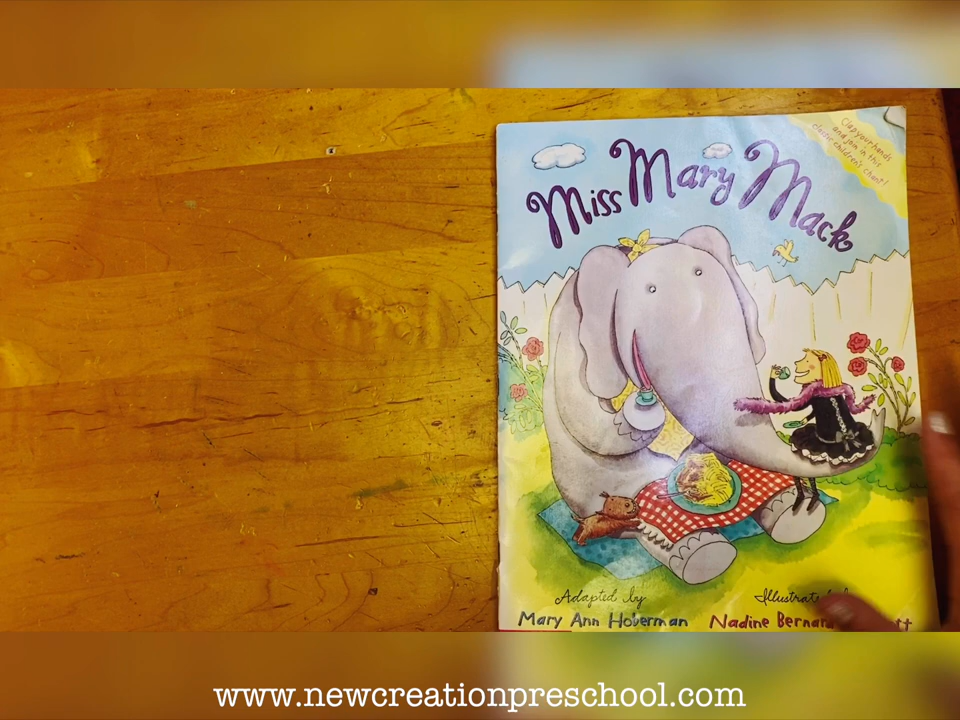 Clap your hands
and join in this
classic children's chant!
Miss Mary Mack
Adapted by
Mary Ann Hoberman
Illustrated
Nadine
www.newcreationpreschool.com